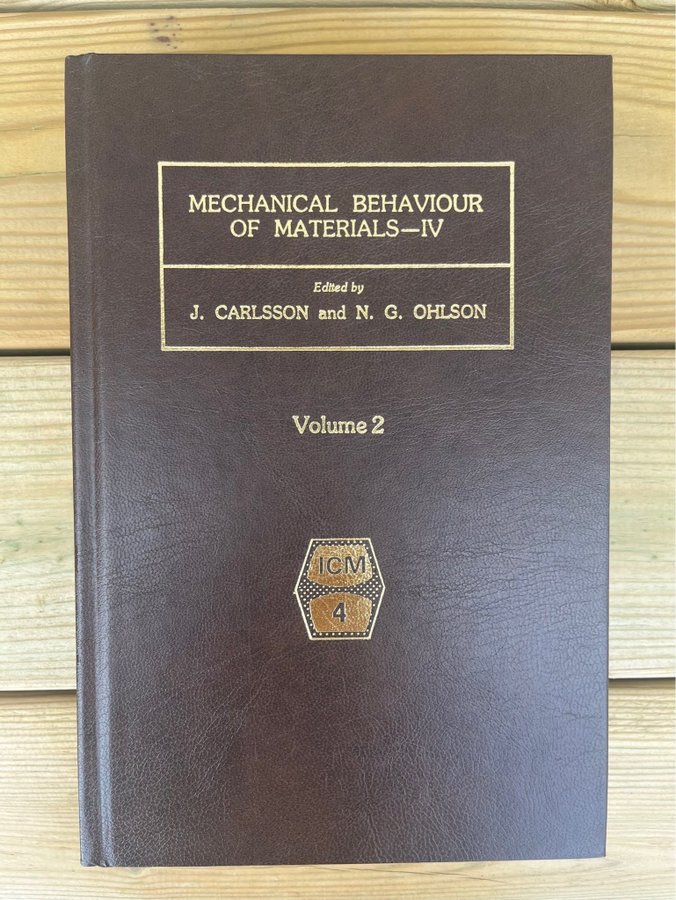 MECHANICAL BEHAVIOUR
OF MATERIALS—IV
Edited by
J. CARLSSON and N. G. OHLSON
Volume 2
ICM
4